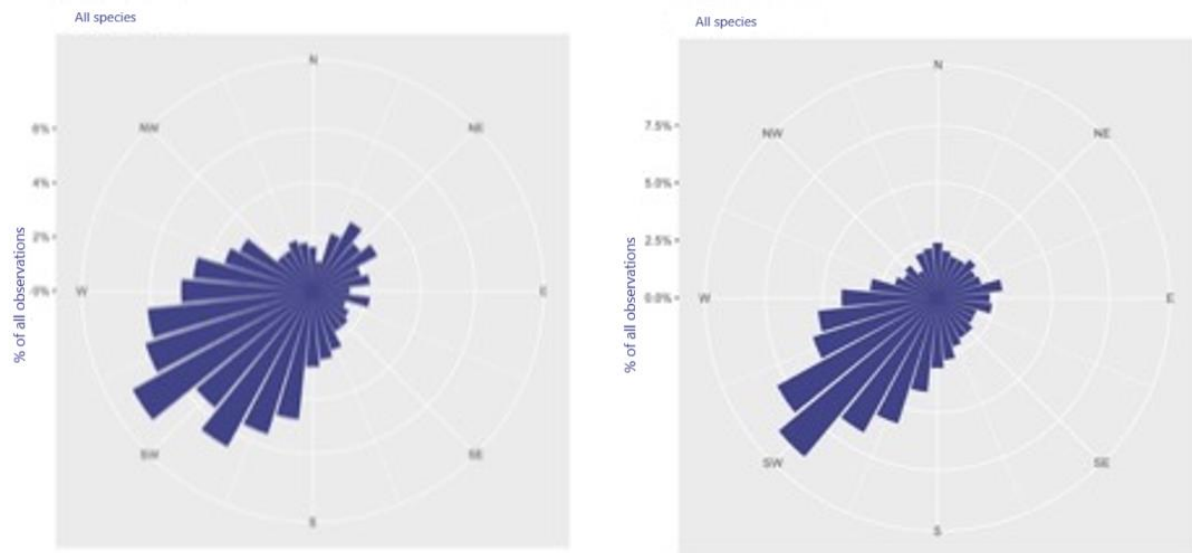 All species
N
NW
NE
6%
4%
2%
0%
% of all observations
W
E
SW
SE
S
All species
N
NW
NE
7.5%
5.0%
2.5%
0.0%
% of all observations
W
E
SW
SE
S